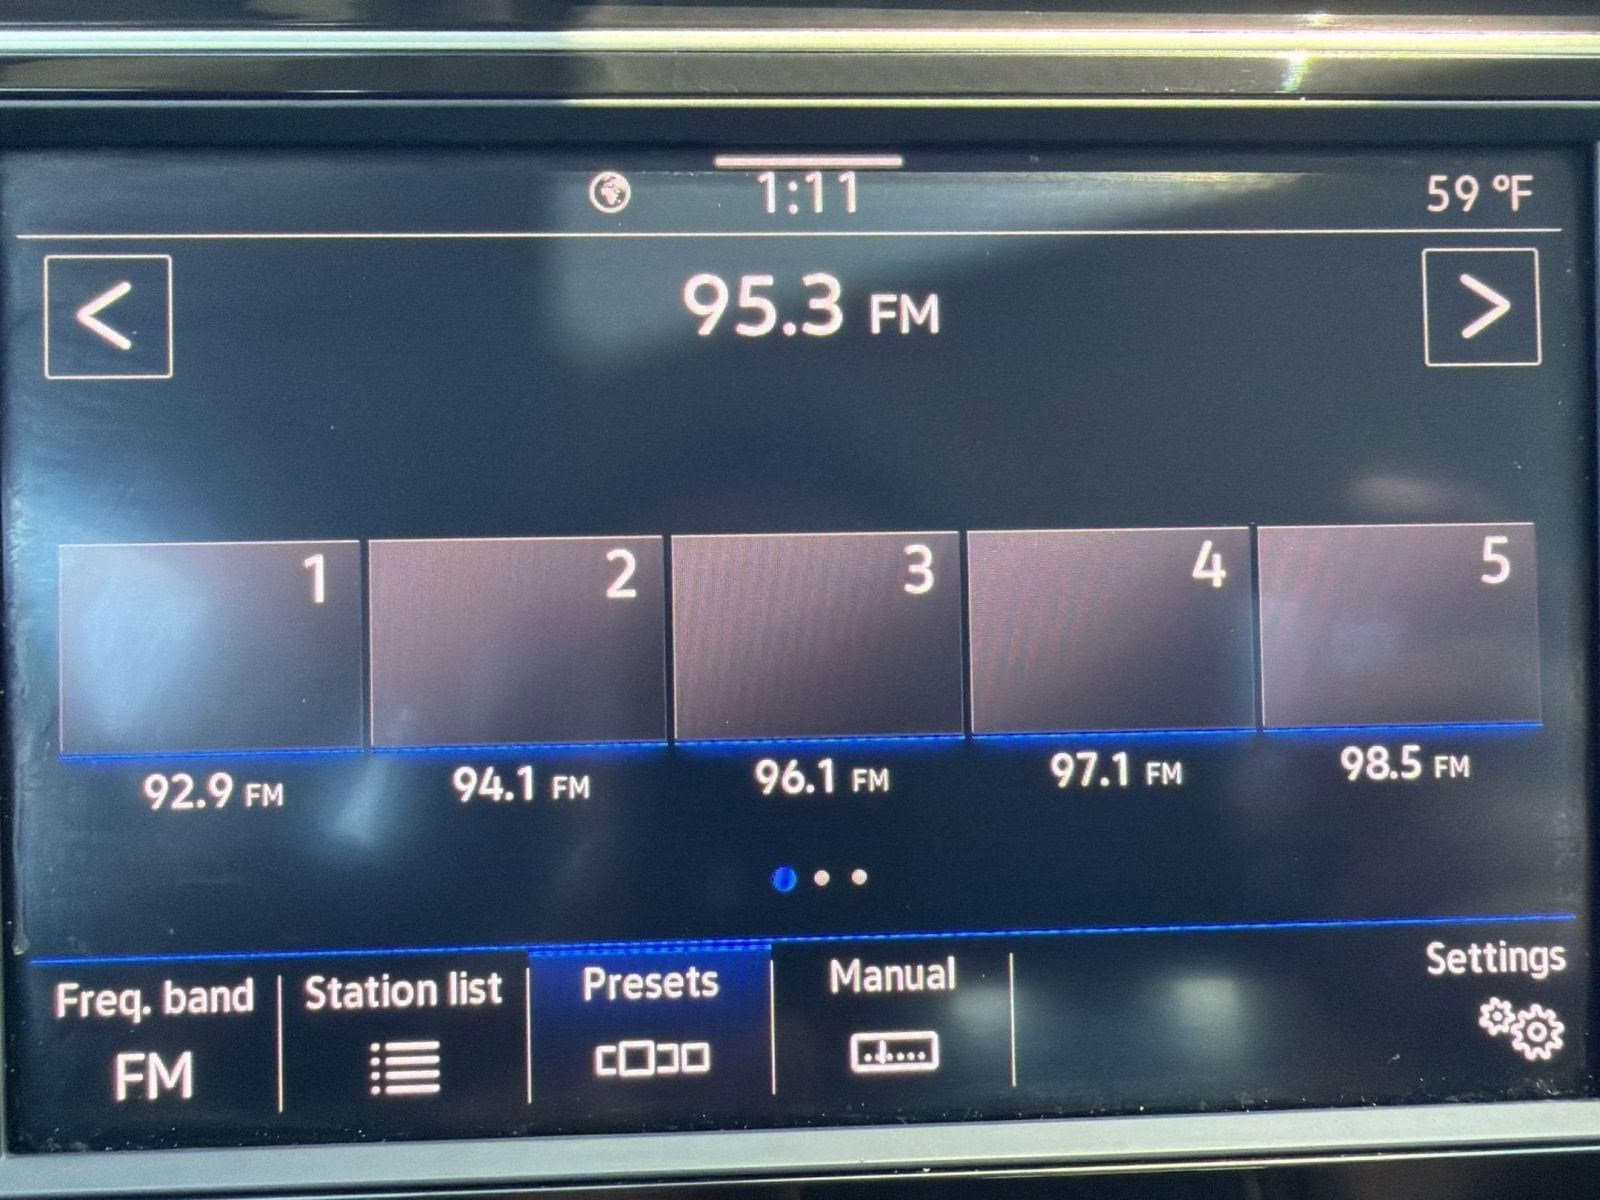 1:11
59 °F
<
95.3 FM
>
1
2
3
4
5
92.9 FM
94.1 FM
96.1 FM
97.1 FM
98.5 FM
Freq. band
FM
Station list
Presets
Manual
Settings